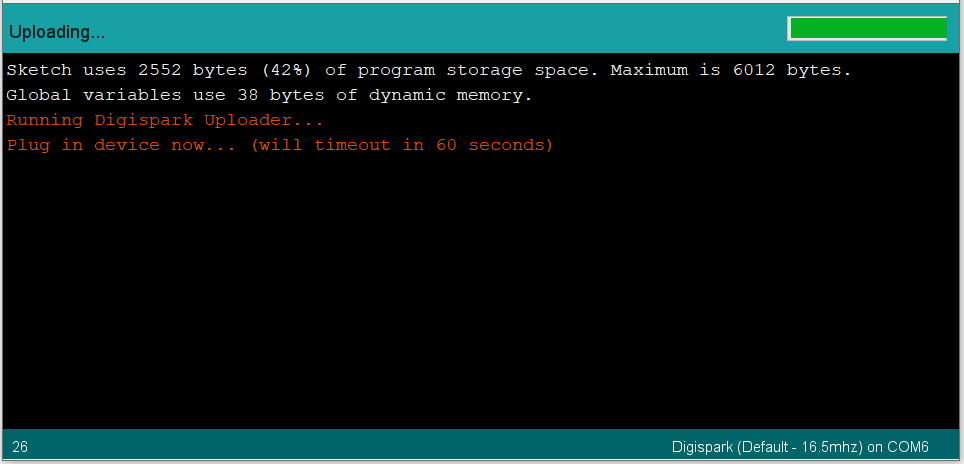 Uploading...
Sketch uses 2552 bytes (42%) of program storage space. Maximum is 6012 bytes.
Global variables use 38 bytes of dynamic memory.
Running Digispark Uploader...
Plug in device now... (will timeout in 60 seconds)
26
Digispark (Default - 16.5mhz) on COM6